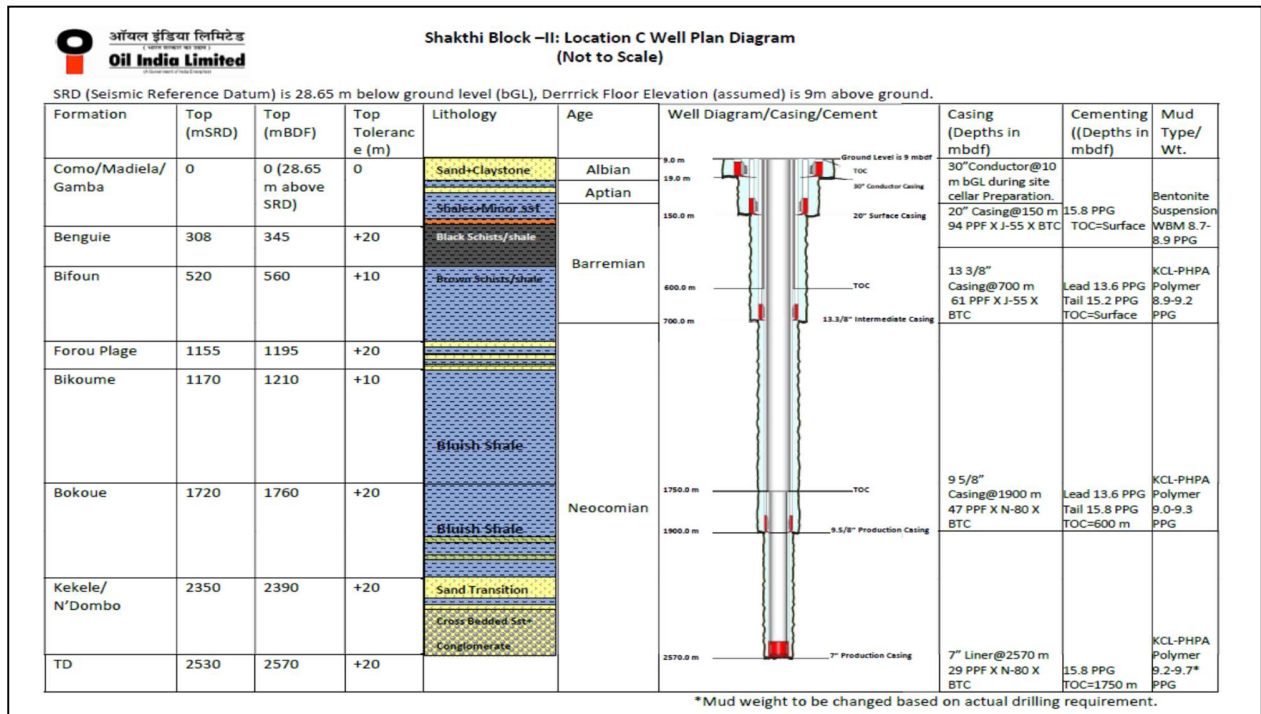 ऑयल इंडिया लिमिटेड
Oil India Limited
(A Government of India Enterprise)
Shakthi Block –II: Location C Well Plan Diagram
(Not to Scale)
SRD (Seismic Reference Datum) is 28.65 m below ground level (bGL), Derrrick Floor Elevation (assumed) is 9m above ground.
Formation
Top
(mSRD)
Top
(mBDF)
Top
Toleranc
e (m)
Lithology
Age
Well Diagram/Casing/Cement
Casing
(Depths in
mbdf)
Cementing
((Depths in
mbdf)
Mud
Type/
Wt.
Como/Madiela/
Gamba
0
0 (28.65
m above
SRD)
0
Sand+Claystone
Shales+Minor sst
Albian
Aptian
9.0 m
Ground Level is 9 mbdf
TOC
19.0 m
30" Conductor Casing
150.0 m
20" Surface Casing
30"Conductor@10
m bGL during site
cellar Preparation.
20" Casing@150 m
94 PPF X J-55 X BTC
15.8 PPG
TOC=Surface
Bentonite
Suspension
WBM 8.7-
8.9 PPG
Benguie
308
345
+20
Black Schists/shale
Barremian
Bifoun
520
560
+10
Brown Schists/shale
600.0 m
TOC
700.0 m
13.3/8" Intermediate Casing
13 3/8"
Casing@700 m
61 PPF X J-55 X
BTC
Lead 13.6 PPG
Tail 15.2 PPG
TOC=Surface
KCL-PHPA
Polymer
8.9-9.2
PPG
Forou Plage
1155
1195
+20
Bikoume
1170
1210
+10
Bluish Shale
Neocomian
Bokoue
1720
1760
+20
Bluish Shale
1750.0 m
TOC
1900.0 m
9.5/8" Production Casing
9 5/8"
Casing@1900 m
47 PPF X N-80 X
BTC
Lead 13.6 PPG
Tail 15.8 PPG
TOC=600 m
KCL-PHPA
Polymer
9.0-9.3
PPG
Kekele/
N'Dombo
2350
2390
+20
Sand Transition
Cross Bedded Sst+
Conglomerate
TD
2530
2570
+20
2570.0 m
7" Production Casing
7" Liner@2570 m
29 PPF X N-80 X
BTC
15.8 PPG
TOC=1750 m
KCL-PHPA
Polymer
9.2-9.7*
PPG
*Mud weight to be changed based on actual drilling requirement.